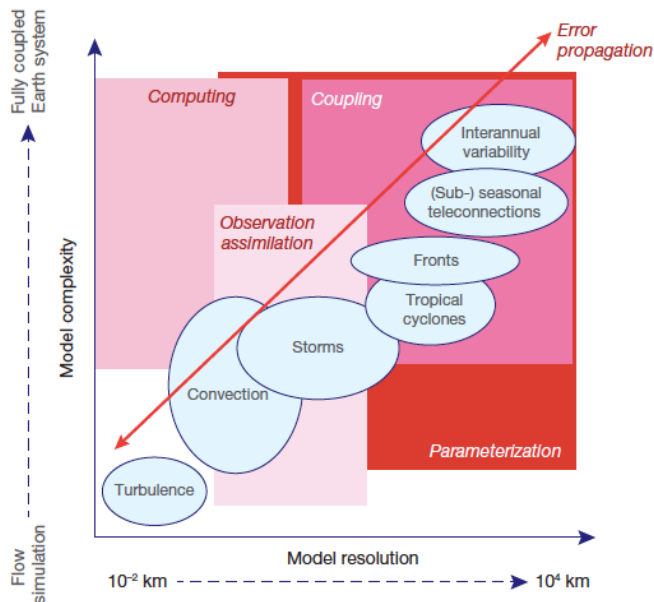 Fully coupled
Earth system
Error
propagation
Computing
Coupling
Interannual
variability
(Sub-) seasonal
teleconnections
Observation
assimilation
Fronts
Tropical
cyclones
Model complexity
Storms
Convection
Parameterization
Turbulence
Flow
simulation
Model resolution
10⁻² km
10⁴ km